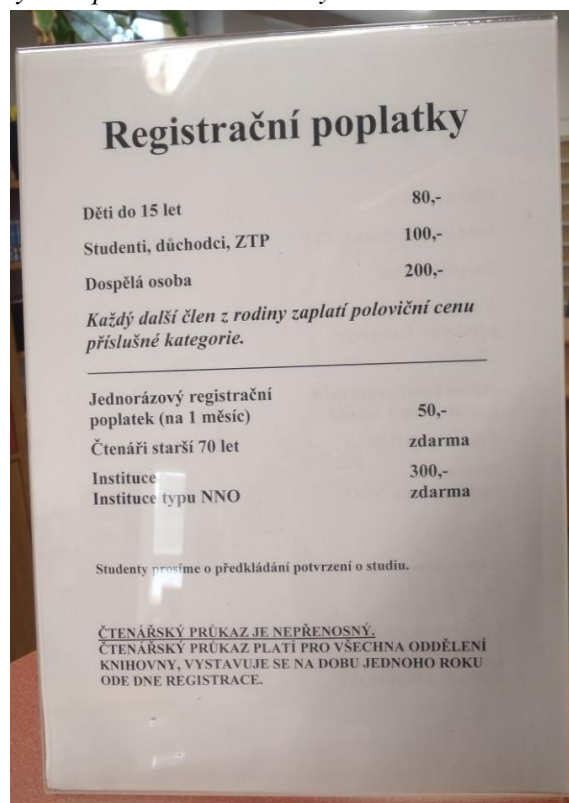 Registrační poplatky
Děti do 15 let 80,-
Studenti, důchodci, ZTP 100,-
Dospělá osoba 200,-
Každý další člen z rodiny zaplatí poloviční cenu
příslušné kategorie.
Jednorázový registrační
poplatek (na 1 měsíc) 50,-
Čtenáři starší 70 let zdarma
Instituce 300,-
Instituce typu NNO zdarma
Studenty prosíme o předkládání potvrzení o studiu.
ČTENÁŘSKÝ PRŮKAZ JE NEPŘENOSNÝ.
ČTENÁŘSKÝ PRŮKAZ PLATÍ PRO VŠECHNA ODDĚLENÍ
KNIHOVNY, VYSTAVUJE SE NA DOBU JEDNOHO ROKU
ODE DNE REGISTRACE.